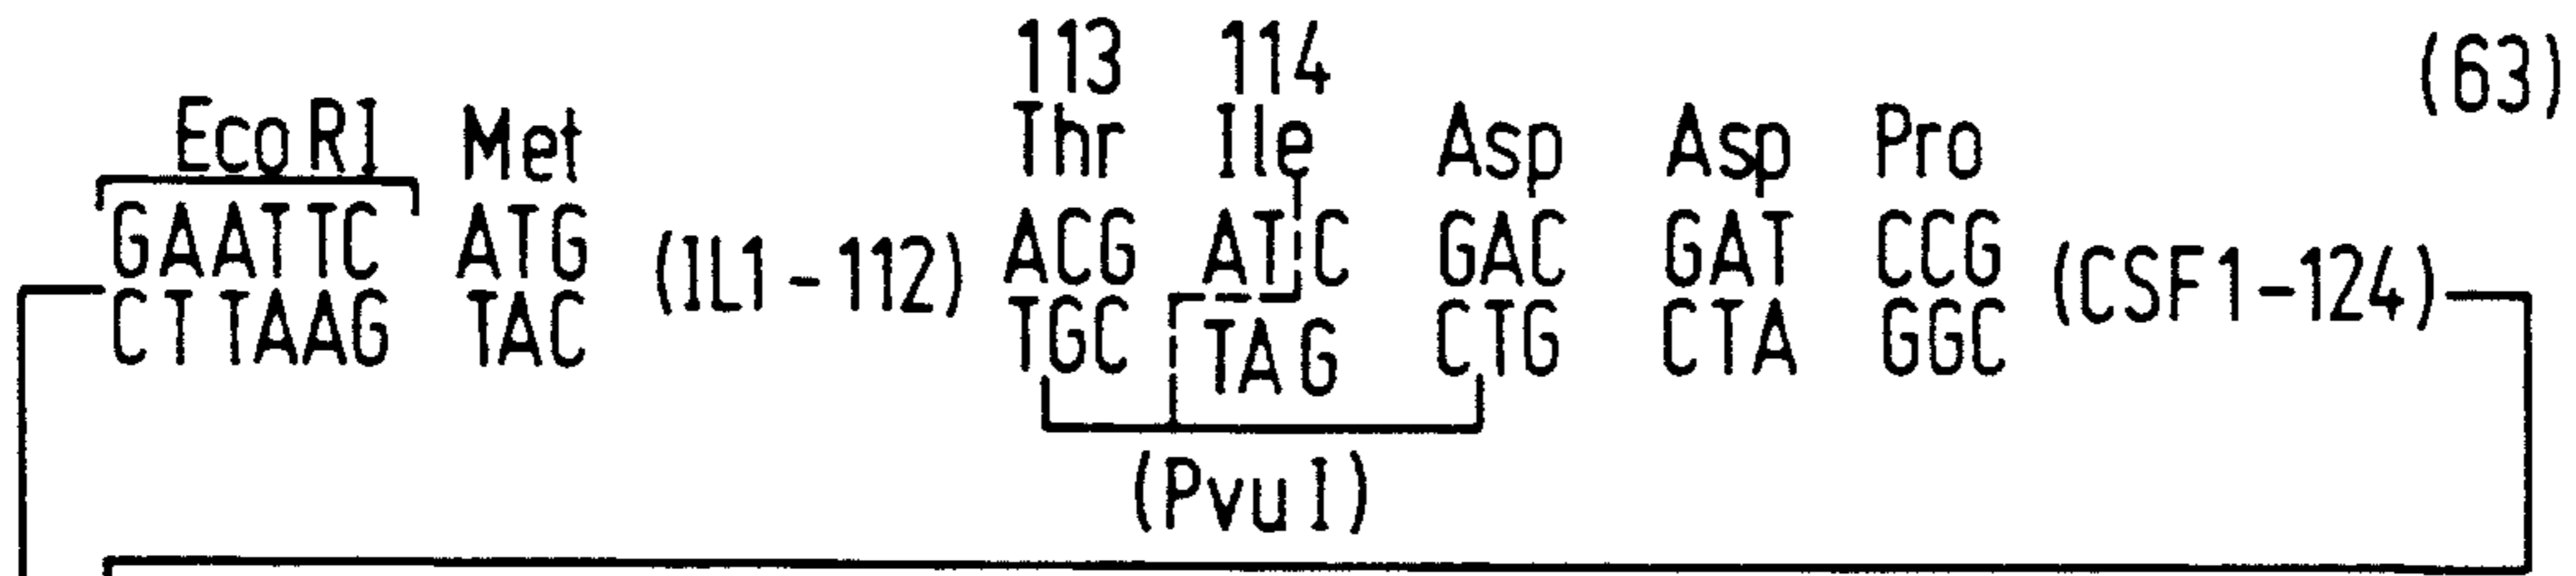 113 114 (63)
EcoRI Met Thr Ile Asp Asp Pro
GAATTC ATG (IL1-112) ACG ATC GAC GAT CCG (CSF1-124)
CTTAAG TAC TGC TAG CTG CTA GGC
(PvuI)